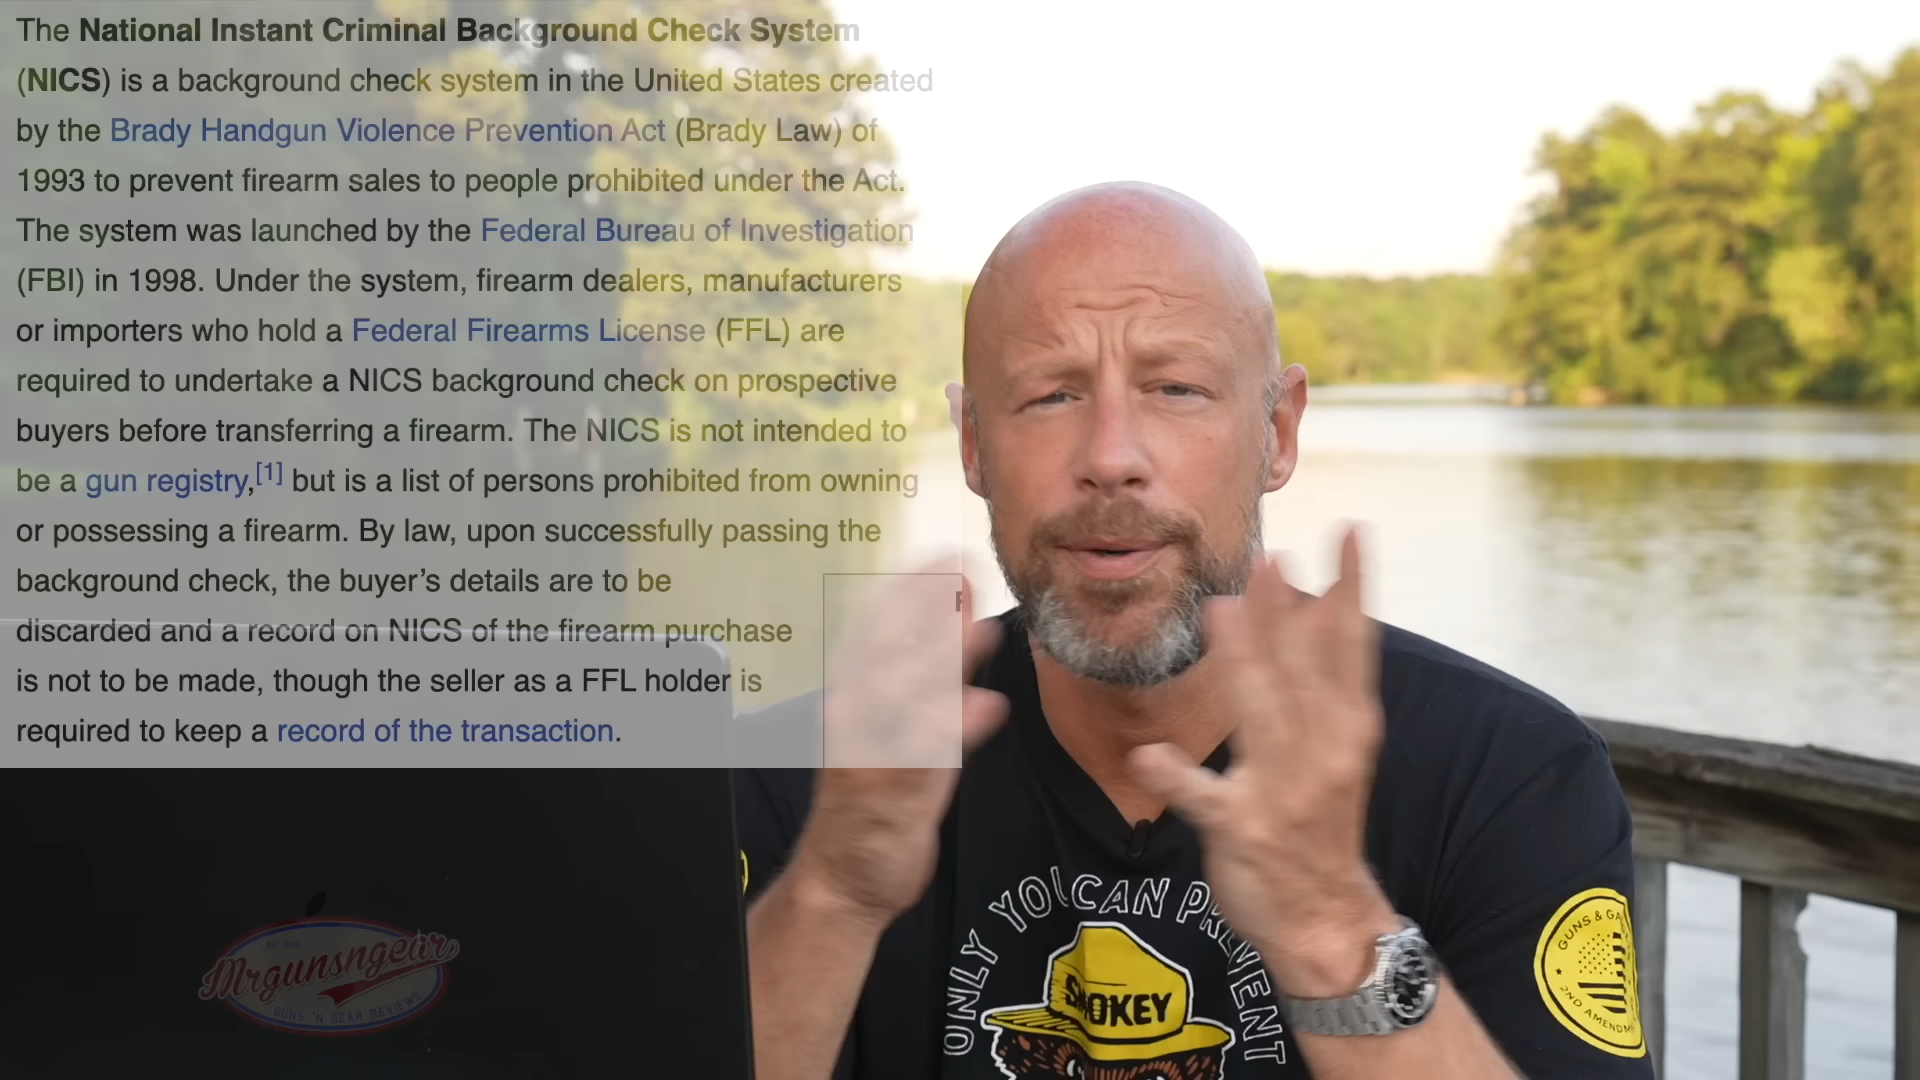 The National Instant Criminal Background Check System
(NICS) is a background check system in the United States created
by the Brady Handgun Violence Prevention Act (Brady Law) of
1993 to prevent firearm sales to people prohibited under the Act.
The system was launched by the Federal Bureau of Investigation
(FBI) in 1998. Under the system, firearm dealers, manufacturers
or importers who hold a Federal Firearms License (FFL) are
required to undertake a NICS background check on prospective
buyers before transferring a firearm. The NICS is not intended to
be a gun registry,[1] but is a list of persons prohibited from owning
or possessing a firearm. By law, upon successfully passing the
background check, the buyer’s details are to be
discarded and a record on NICS of the firearm purchase
is not to be made, though the seller as a FFL holder is
required to keep a record of the transaction.
ONLY YOU CAN PREVENT
SMOKEY
GUNS &
2ND
Mrgunsngear
GUNS 'N GEAR REVIEWS